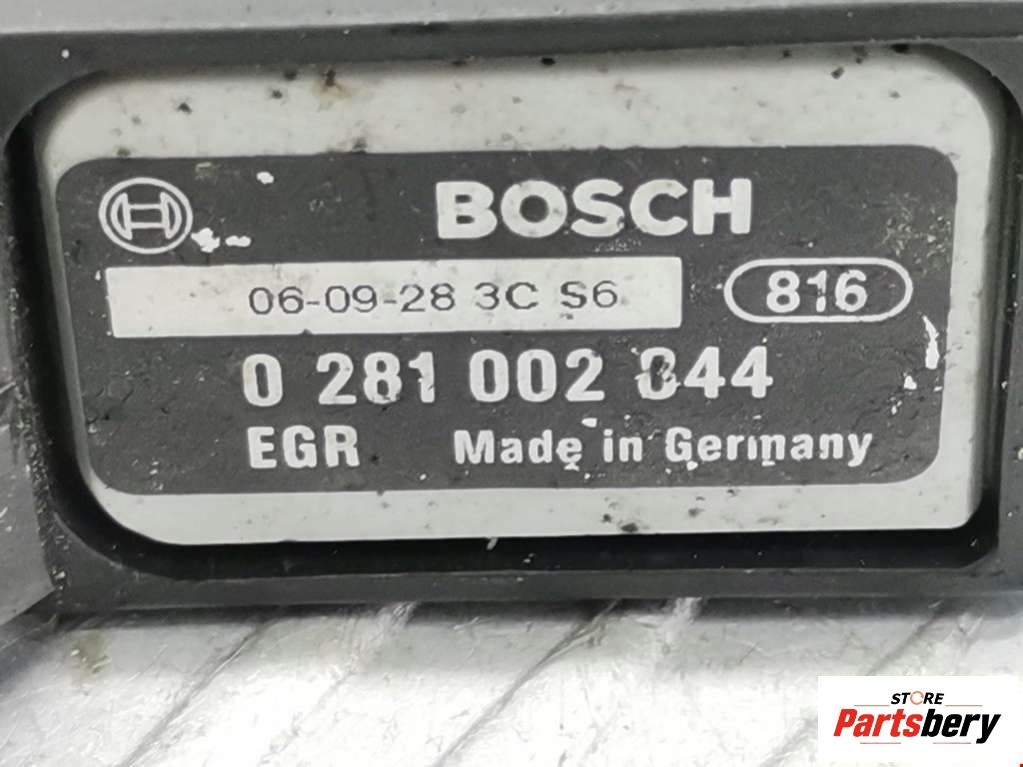 BOSCH
06-09-28 3C S6
816
0 281 002 844
EGR Made in Germany
STORE
Partsbery